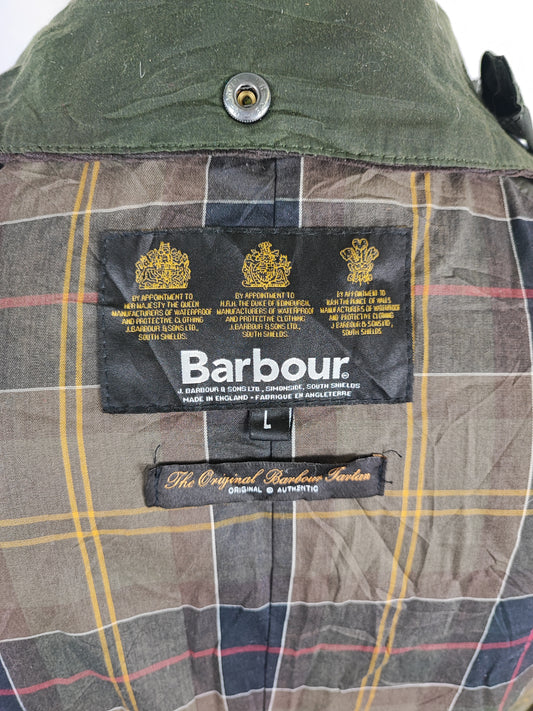 BY APPOINTMENT TO
HER MAJESTY THE QUEEN
MANUFACTURERS OF WATERPROOF
AND PROTECTIVE CLOTHING
J.BARBOUR & SONS LTD.,
SOUTH SHIELDS.
BY APPOINTMENT TO
H.R.H. THE DUKE OF EDINBURGH,
MANUFACTURERS OF WATERPROOF
AND PROTECTIVE CLOTHING
J.BARBOUR & SONS LTD.,
SOUTH SHIELDS.
BY APPOINTMENT TO
H.R.H. THE PRINCE OF WALES
MANUFACTURERS OF WATERPROOF
AND PROTECTIVE CLOTHING
J BARBOUR & SONS LTD.,
SOUTH SHIELDS.
Barbour®
J. BARBOUR & SONS LTD., SIMONSIDE, SOUTH SHIELDS
MADE IN ENGLAND • FABRIQUE EN ANGLETERRE
L
The Original Barbour Tartan
ORIGINAL & AUTHENTIC